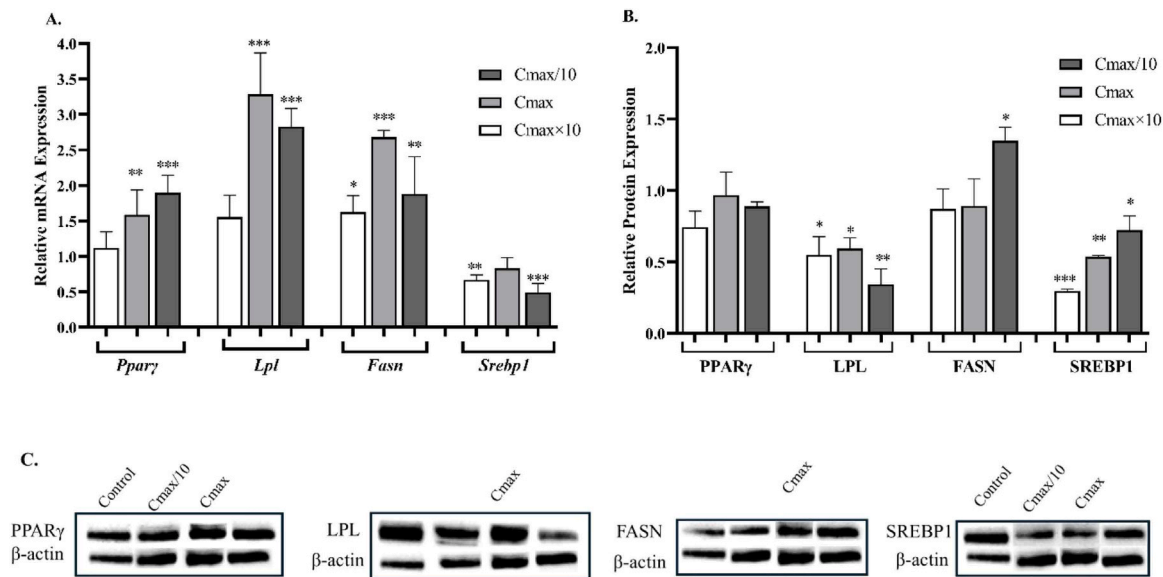 A.
Relative mRNA Expression
4.0
3.5
3.0
2.5
2.0
1.5
1.0
0.5
0.0
** ***
*** ***
* *** **
** ***
Cmax/10
Cmax
Cmax×10
Pparγ Lpl Fasn Srebp1
B.
Relative Protein Expression
2.0
1.5
1.0
0.5
0.0
* * **
*
*** ** *
Cmax/10
Cmax
Cmax×10
PPARγ LPL FASN SREBP1
C.
Control Cmax/10 Cmax
PPARγ
β-actin
Cmax
LPL
β-actin
Cmax
FASN
β-actin
Control Cmax/10 Cmax
SREBP1
β-actin